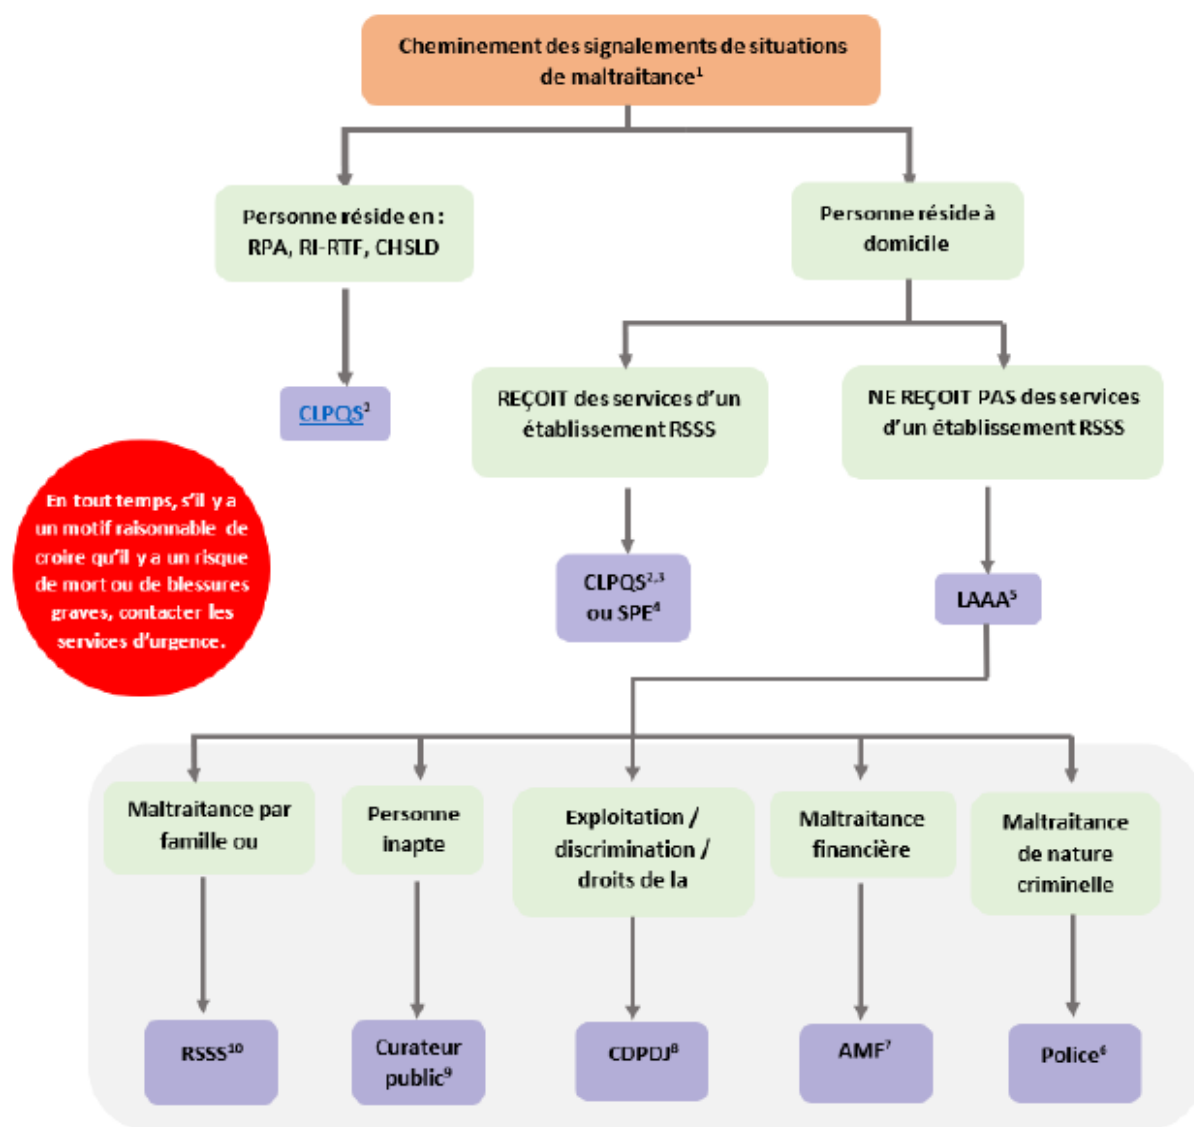 Cheminement des signalements de situations
de maltraitance¹
Personne réside en :
RPA, RI-RTF, CHSLD
Personne réside à
domicile
CLPQS²
REÇOIT des services d'un
établissement RSSS
NE REÇOIT PAS des services
d'un établissement RSSS
En tout temps, s'il y a
un motif raisonnable de
croire qu'il y a un risque
de mort ou de blessures
graves, contacter les
services d'urgence.
CLPQS²,³
ou SPE⁴
LAAA⁵
Maltraitance par
famille ou
Personne
inapte
Exploitation /
discrimination /
droits de la
Maltraitance
financière
Maltraitance
de nature
criminelle
RSSS¹⁰
Curateur
public⁹
CDPDJ⁸
AMF⁷
Police⁶